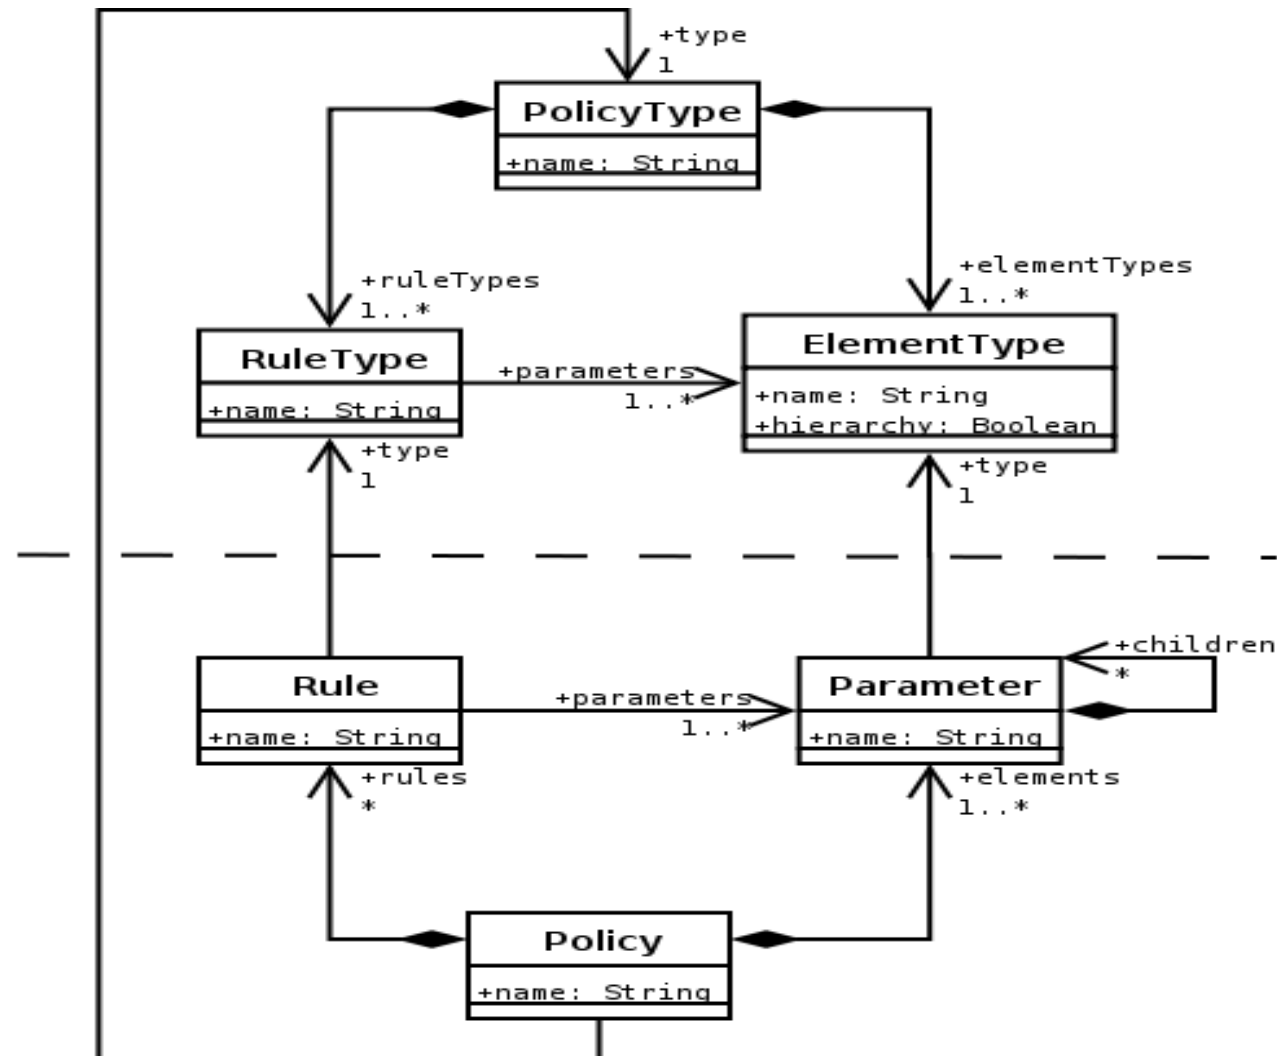 +type
1
PolicyType
+name: String
+ruleTypes
1..*
+elementTypes
1..*
RuleType
+name: String
+parameters
1..*
ElementType
+name: String
+hierarchy: Boolean
+type
1
+type
1
Rule
+name: String
+parameters
1..*
Parameter
+name: String
+children
*
+rules
*
+elements
1..*
Policy
+name: String